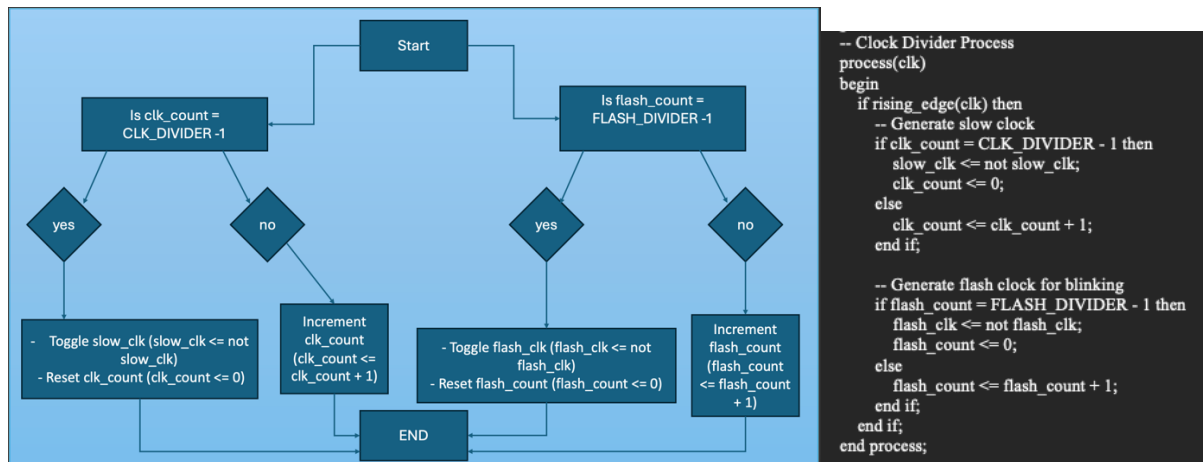 Start
Is clk_count =
CLK_DIVIDER -1
Is flash_count =
FLASH_DIVIDER -1
yes
no
yes
no
- Toggle slow_clk (slow_clk <= not
slow_clk)
- Reset clk_count (clk_count <= 0)
Increment
clk_count
(clk_count <=
clk_count + 1)
- Toggle flash_clk (flash_clk <= not
flash_clk)
- Reset flash_count (flash_count <= 0)
Increment
flash_count
(flash_count
<= flash_count
+ 1)
END
-- Clock Divider Process
process(clk)
begin
if rising_edge(clk) then
-- Generate slow clock
if clk_count = CLK_DIVIDER - 1 then
slow_clk <= not slow_clk;
clk_count <= 0;
else
clk_count <= clk_count + 1;
end if;
-- Generate flash clock for blinking
if flash_count = FLASH_DIVIDER - 1 then
flash_clk <= not flash_clk;
flash_count <= 0;
else
flash_count <= flash_count + 1;
end if;
end if;
end process;